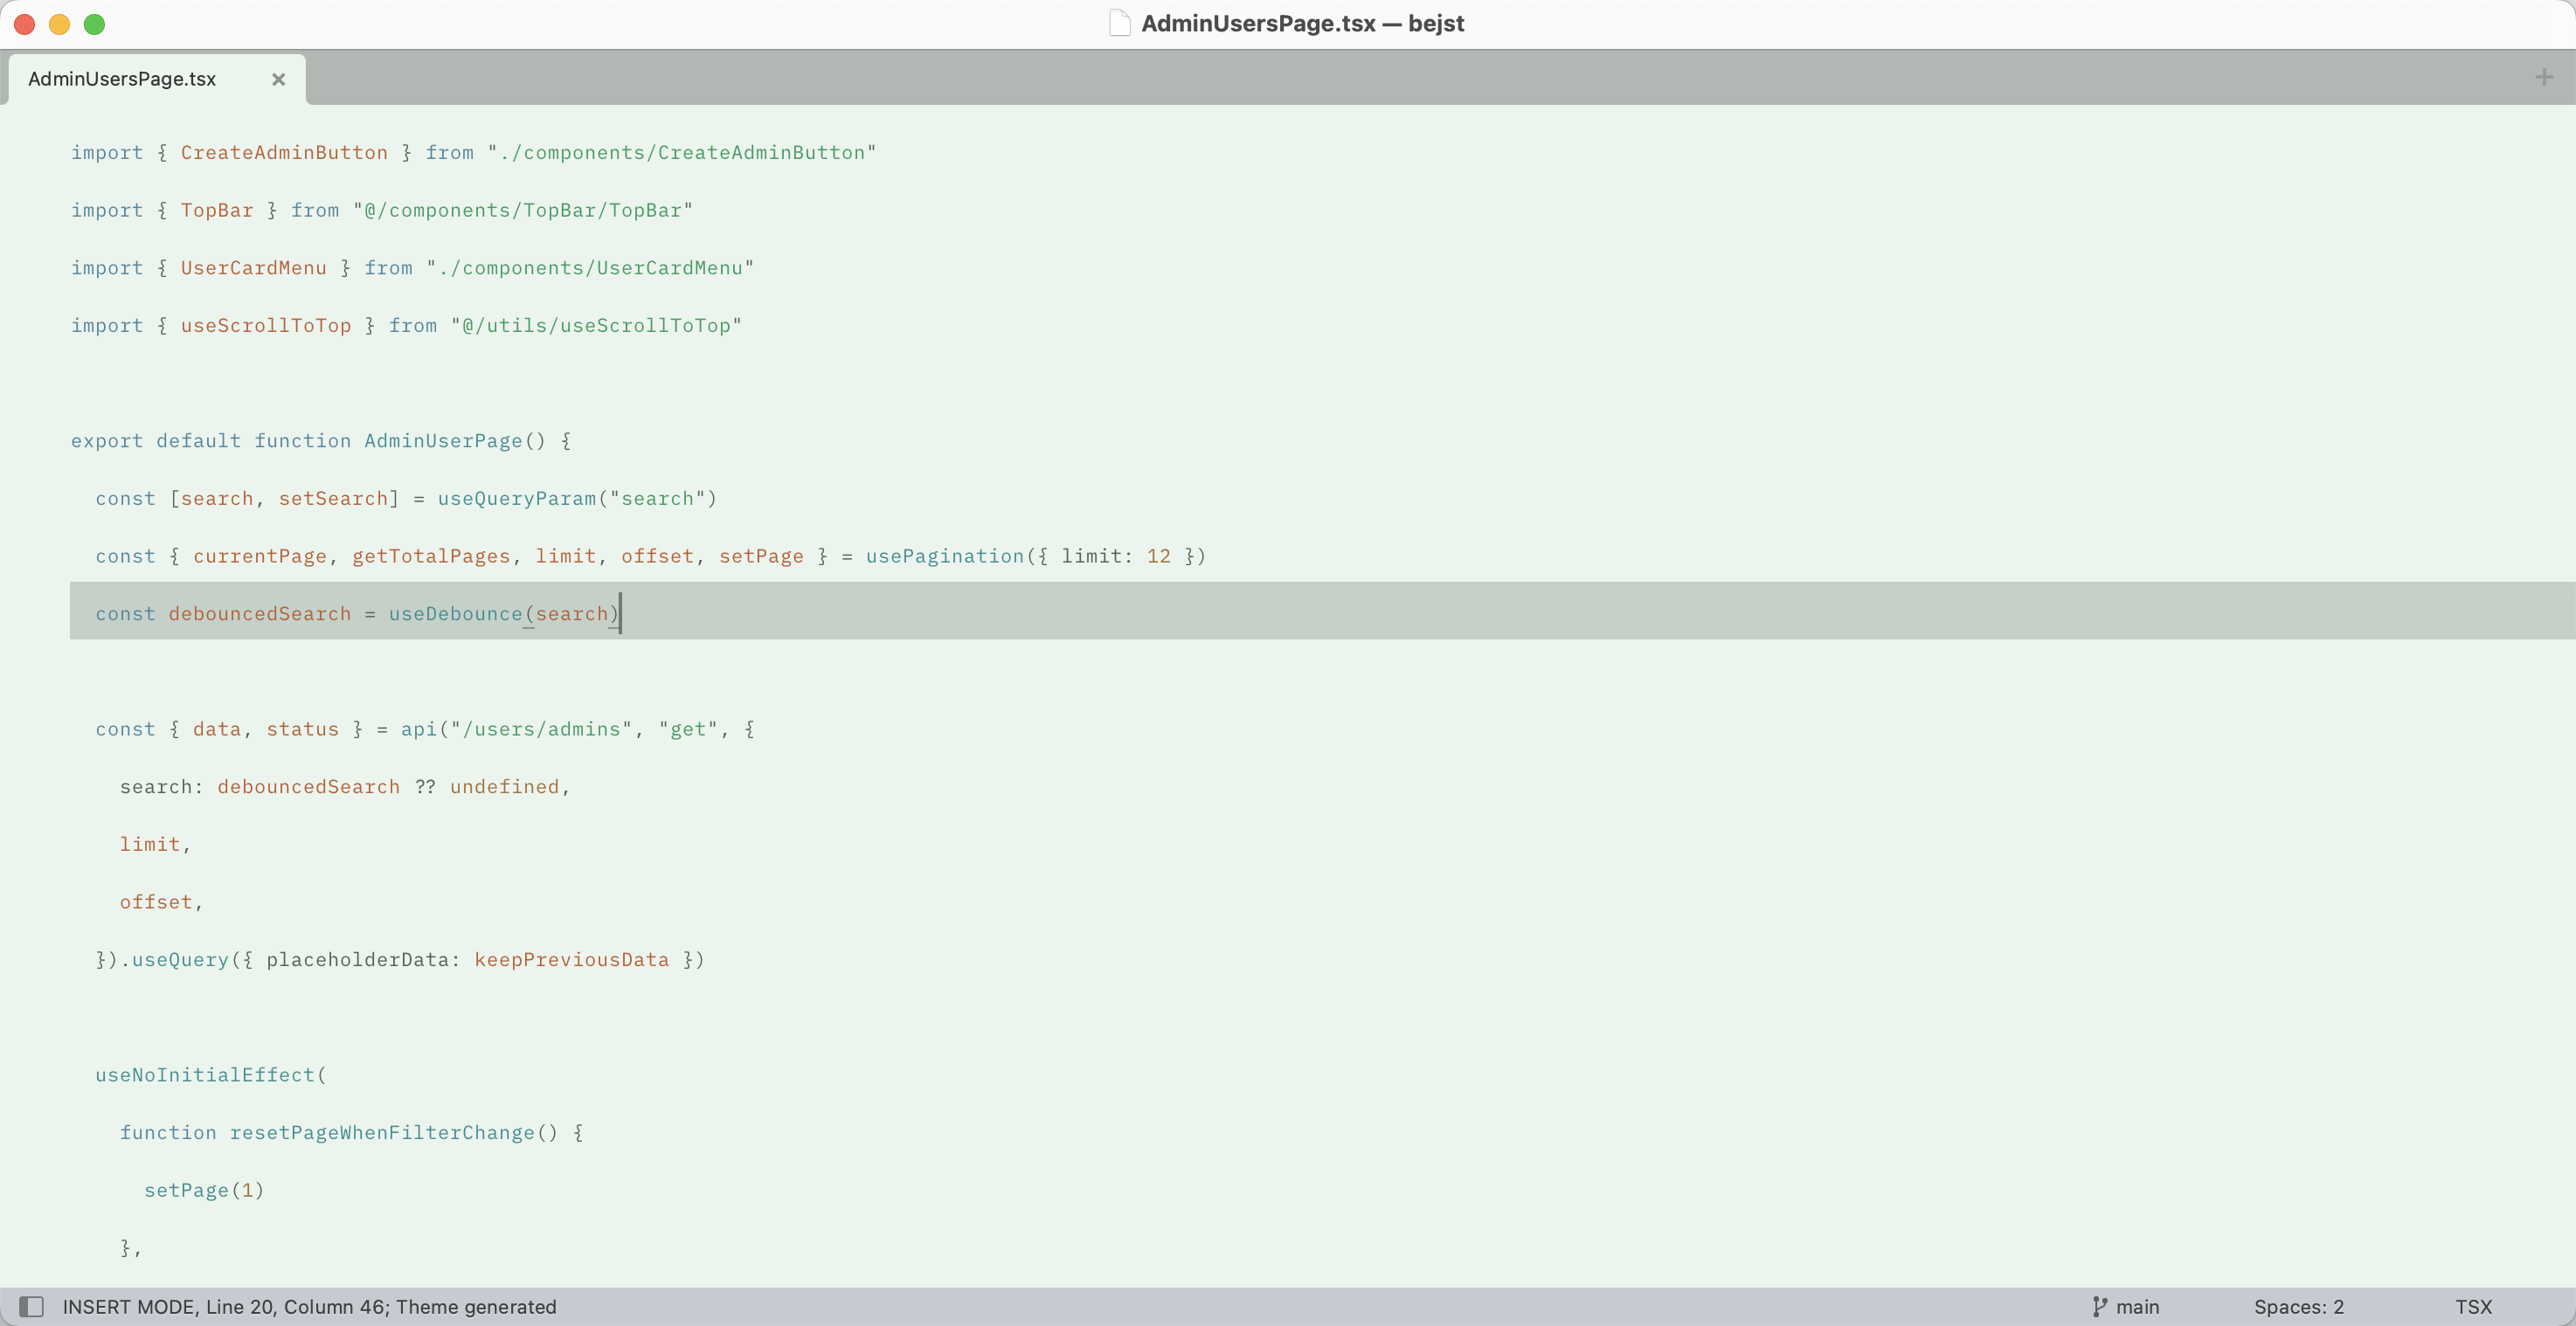 AdminUsersPage.tsx — bejst
AdminUsersPage.tsx
import { CreateAdminButton } from "./components/CreateAdminButton"
import { TopBar } from "@/components/TopBar/TopBar"
import { UserCardMenu } from "./components/UserCardMenu"
import { useScrollToTop } from "@/utils/useScrollToTop"
export default function AdminUserPage() {
  const [search, setSearch] = useQueryParam("search")
  const { currentPage, getTotalPages, limit, offset, setPage } = usePagination({ limit: 12 })
  const debouncedSearch = useDebounce(search)
  const { data, status } = api("/users/admins", "get", {
    search: debouncedSearch ?? undefined,
    limit,
    offset,
  }).useQuery({ placeholderData: keepPreviousData })
  useNoInitialEffect(
    function resetPageWhenFilterChange() {
      setPage(1)
    },
INSERT MODE, Line 20, Column 46; Theme generated
main
Spaces: 2
TSX